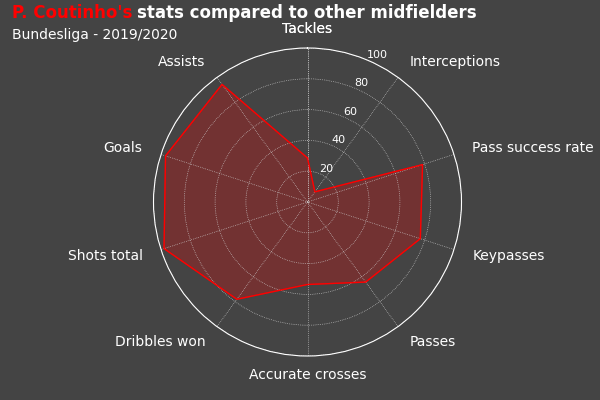 P. Coutinho's stats compared to other midfielders
Bundesliga - 2019/2020
Tackles
100
Assists
Interceptions
80
60
40
Goals
Pass success rate
20
Shots total
Keypasses
Dribbles won
Passes
Accurate crosses